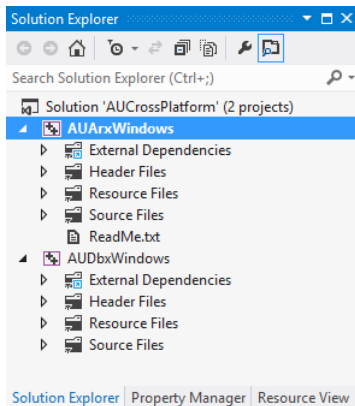 Solution Explorer
Search Solution Explorer (Ctrl+;)
Solution 'AUCrossPlatform' (2 projects)
AUArxWindows
External Dependencies
Header Files
Resource Files
Source Files
ReadMe.txt
AUDbxWindows
External Dependencies
Header Files
Resource Files
Source Files
Solution Explorer Property Manager Resource View